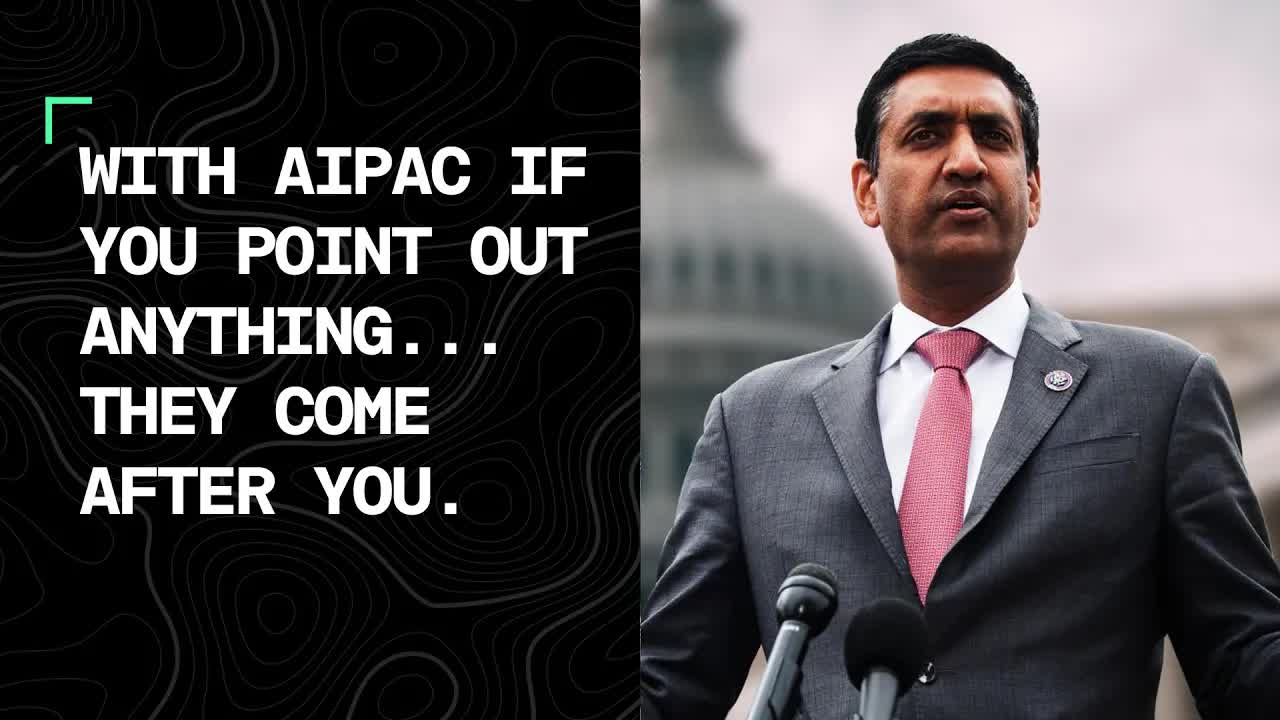 WITH AIPAC IF
YOU POINT OUT
ANYTHING...
THEY COME
AFTER YOU.